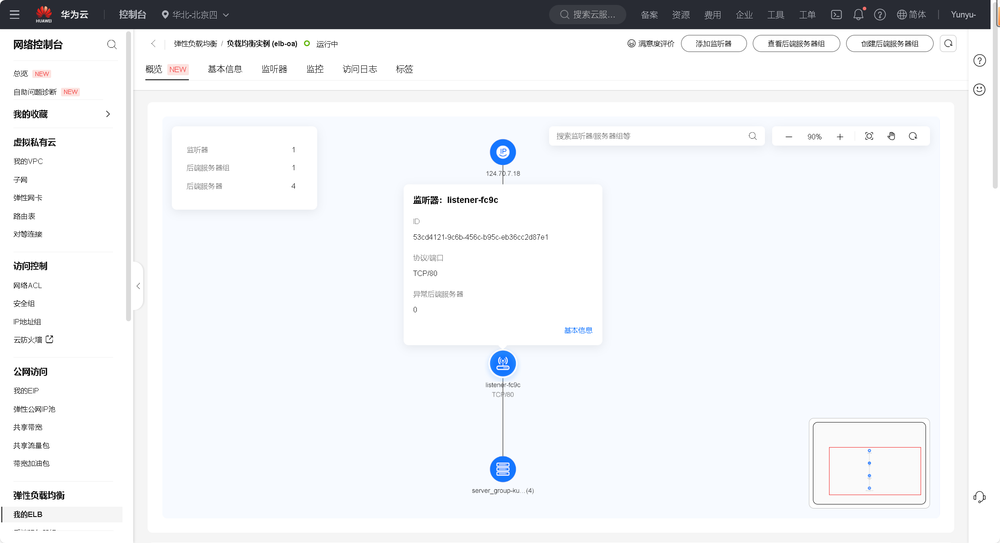 HUAWEI
华为云
控制台
华北-北京四
搜索云服...
备案
资源
费用
企业
工具
工单
简体
Yunyu-
网络控制台
总览 NEW
自助问题诊断 NEW
我的收藏
虚拟私有云
我的VPC
子网
弹性网卡
路由表
对等连接
访问控制
网络ACL
安全组
IP地址组
云防火墙
公网访问
我的EIP
弹性公网IP池
共享带宽
共享流量包
带宽加油包
弹性负载均衡
我的ELB
弹性负载均衡 / 负载均衡实例 (elb-oa) 运行中
满意度评价
添加监听器
查看后端服务器组
创建后端服务器组
概览 NEW
基本信息
监听器
监控
访问日志
标签
监听器 1
后端服务器组 1
后端服务器 4
搜索监听器/服务器组等
90%
IP
124.70.7.18
监听器：listener-fc9c
ID
53cd4121-9c6b-456c-b95c-eb36cc2d87e1
协议/端口
TCP/80
异常后端服务器
0
基本信息
listener-fc9c
TCP/80
server_group-ku...(4)